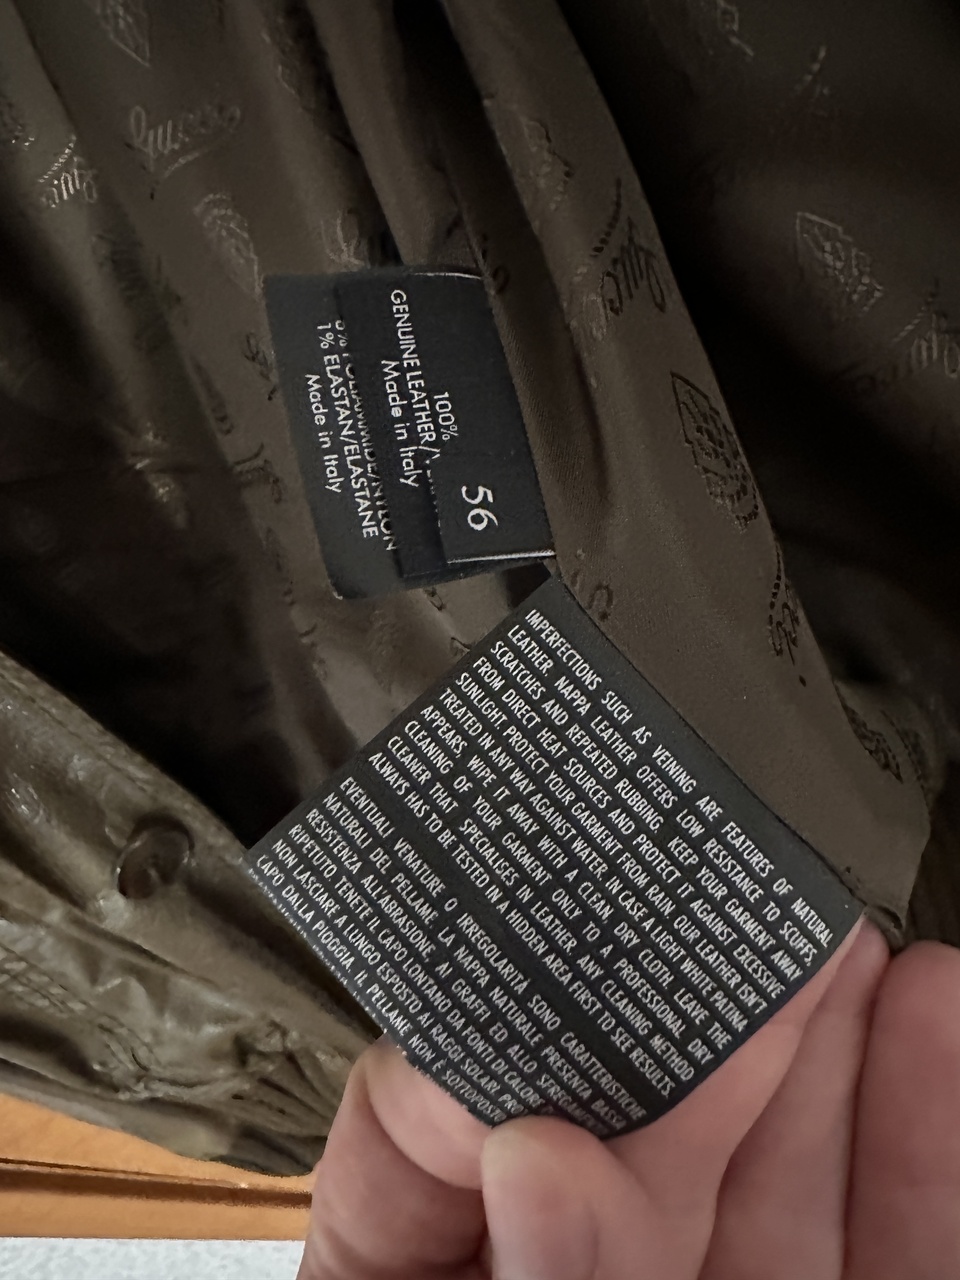 56
100%
GENUINE LEATHER/
Made in Italy
1% ELASTAN/ELASTANE
Made in Italy
IMPERFECTIONS SUCH AS VEINING ARE FEATURES OF NATURAL
LEATHER. NAPPA LEATHER OFFERS LOW RESISTANCE TO SCUFFS,
SCRATCHES AND REPEATED RUBBING. KEEP YOUR GARMENT AWAY
FROM DIRECT HEAT SOURCES AND PROTECT IT AGAINST EXCESSIVE
SUNLIGHT PROTECT YOUR GARMENT FROM RAIN. OUR LEATHER ISN'T
TREATED IN ANY WAY AGAINST WATER. IN CASE A LIGHT WHITE PATINA
APPEARS WIPE IT AWAY WITH A CLEAN DRY CLOTH. LEAVE THE
CLEANING OF YOUR GARMENT ONLY TO A PROFESSIONAL DRY
CLEANER THAT SPECIALISES IN LEATHER. ANY CLEANING METHOD
ALWAYS HAS TO BE TESTED IN A HIDDEN AREA FIRST TO SEE RESULTS.
EVENTUALI VENATURE O IRREGOLARITÀ SONO CARATTERISTICHE
NATURALI DEL PELLAME. LA NAPPA NATURALE PRESENTA BASSA
RESISTENZA ALL'ABRASIONE, AI GRAFFI ED ALLO SFREGAMENTO
RIPETUTO. TENETE IL CAPO LONTANO DA FONTI DI CALORE
NON LASCIARE A LUNGO ESPOSTO AI RAGGI SOLARI.
CAPO DALLA PIOGGIA. IL PELLAME NON È SOTTOPOSTO